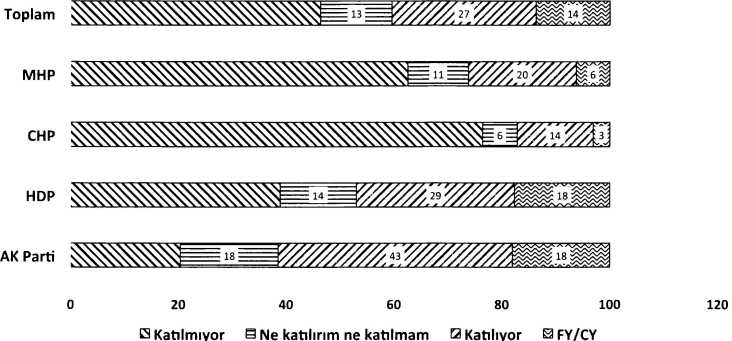 Toplam 13 27 14
MHP 11 20 6
CHP 6 14 3
HDP 14 29 18
AK Parti 18 43 18
0 20 40 60 80 100 120
Katılmıyor Ne katılırım ne katılmam Katılıyor FY/CY